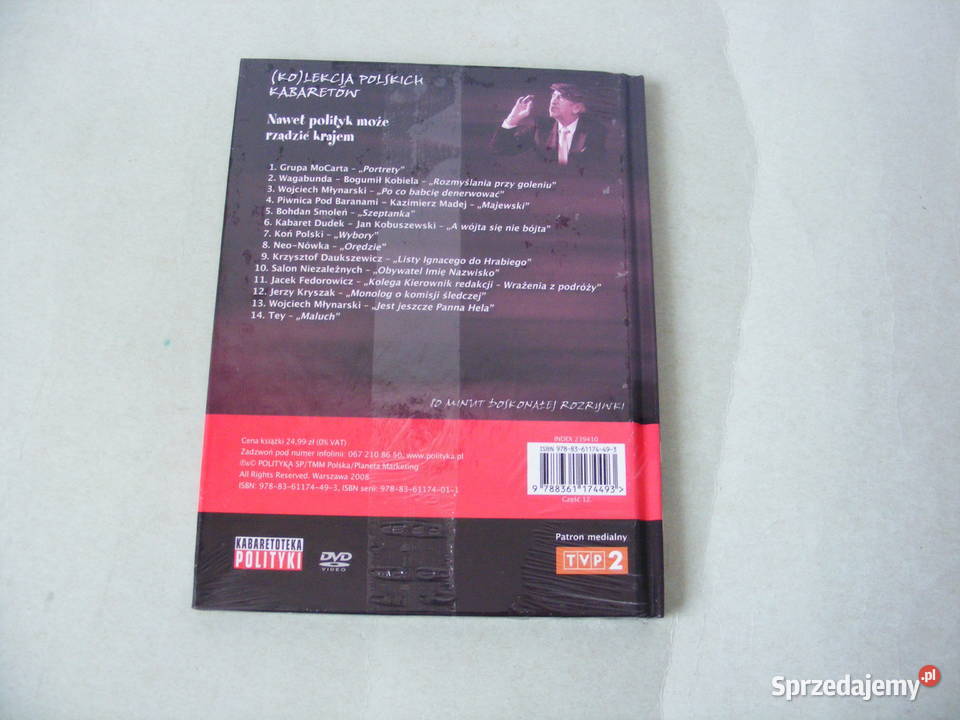 (KO)LEKCJA POLSKICH
KABARETÓW
Nawet polityk może
rządzić krajem
1. Grupa MoCarta - „Portrety”
2. Wagabunda - Bogumił Kobiela - „Rozmyślania przy goleniu”
3. Wojciech Młynarski - „Po co babcię denerwować”
4. Piwnica Pod Baranami - Kazimierz Madej - „Majewski”
5. Bohdan Smoleń - „Szeptanka”
6. Kabaret Dudek - Jan Kobuszewski - „A wójta się nie bójta”
7. Koń Polski - „Wybory”
8. Neo-Nówka - „Orędzie”
9. Krzysztof Daukszewicz - „Listy Ignacego do Hrabiego”
10. Salon Niezależnych - „Obywatel Imię Nazwisko”
11. Jacek Fedorowicz - „Kolega Kierownik redakcji - Wrażenia z podróży”
12. Jerzy Kryszak - „Monolog o komisji śledczej”
13. Wojciech Młynarski - „Jest jeszcze Panna Hela”
14. Tey - „Maluch”
MINUT DOSKONAŁEJ ROZRYWKI
Cena książki 24,99 zł (0% VAT)
Zadzwoń pod numer infolinii: 067 210 86 50, www.polityka.pl
©℗ POLITYKA SP/TMM Polska/Planeta Marketing
All Rights Reserved. Warszawa 2008
ISBN: 978-83-61174-49-3, ISBN serii: 978-83-61174-01-1
INDEX 239410
ISBN 978-83-61174-49-3
9 788361 174493 >
Część 12.
KABARETOTEKA
POLITYKI
DVD
VIDEO
Patron medialny
TVP 2
Sprzedajemy.pl